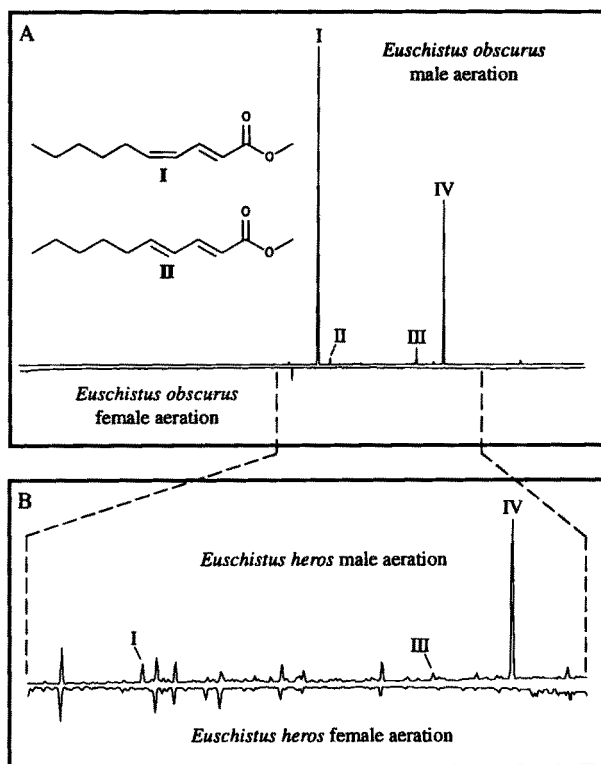 A
I
Euschistus obscurus
male aeration
O
O
I
IV
O
O
II
II
III
Euschistus obscurus
female aeration
B
IV
Euschistus heros male aeration
I
III
Euschistus heros female aeration